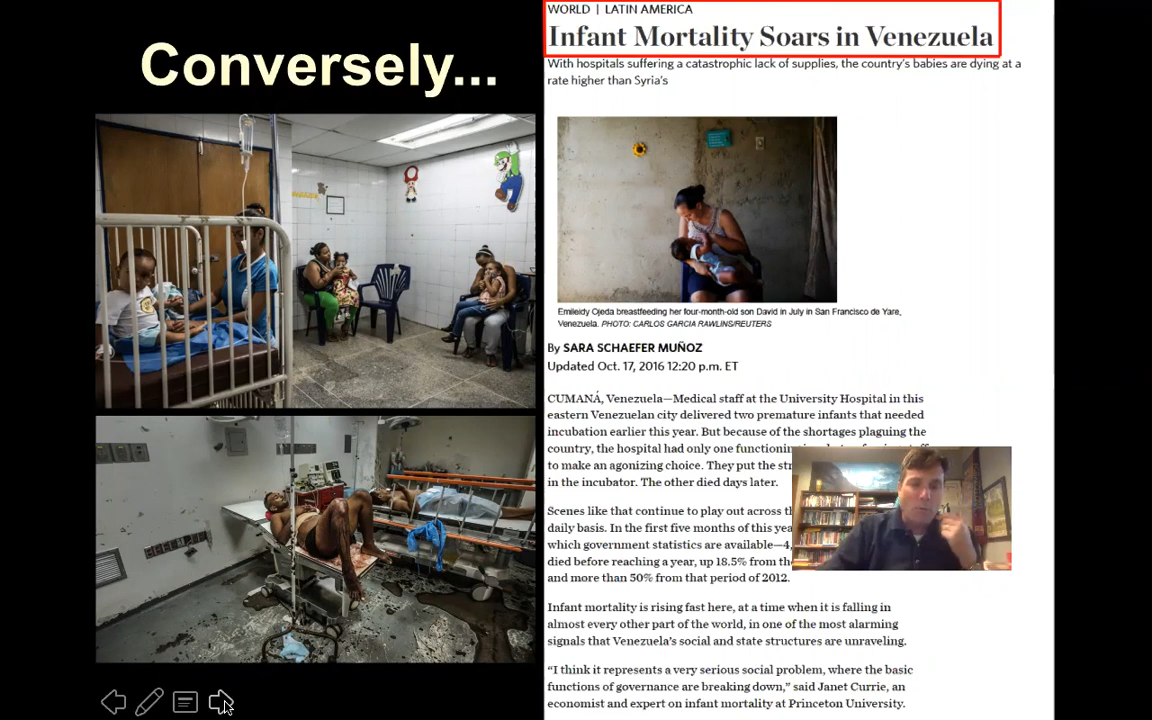 Conversely...
WORLD | LATIN AMERICA
Infant Mortality Soars in Venezuela
With hospitals suffering a catastrophic lack of supplies, the country's babies are dying at a
rate higher than Syria's
Emileidy Ojeda breastfeeding her four-month-old son David in July in San Francisco de Yare,
Venezuela. PHOTO: CARLOS GARCIA RAWLINS/REUTERS
By SARA SCHAEFER MUÑOZ
Updated Oct. 17, 2016 12:20 p.m. ET
CUMANÁ, Venezuela—Medical staff at the University Hospital in this
eastern Venezuelan city delivered two premature infants that needed
incubation earlier this year. But because of the shortages plaguing the
country, the hospital had only one
to make an agonizing choice. They put the
in the incubator. The other died days later.
Scenes like that continue to play out across
daily basis. In the first five months of this
which government statistics are available—4,
died before reaching a year, up 18.5% from
and more than 50% from that period of 2012.
Infant mortality is rising fast here, at a time when it is falling in
almost every other part of the world, in one of the most alarming
signals that Venezuela's social and state structures are unraveling.
“I think it represents a very serious social problem, where the basic
functions of governance are breaking down,” said Janet Currie, an
economist and expert on infant mortality at Princeton University.